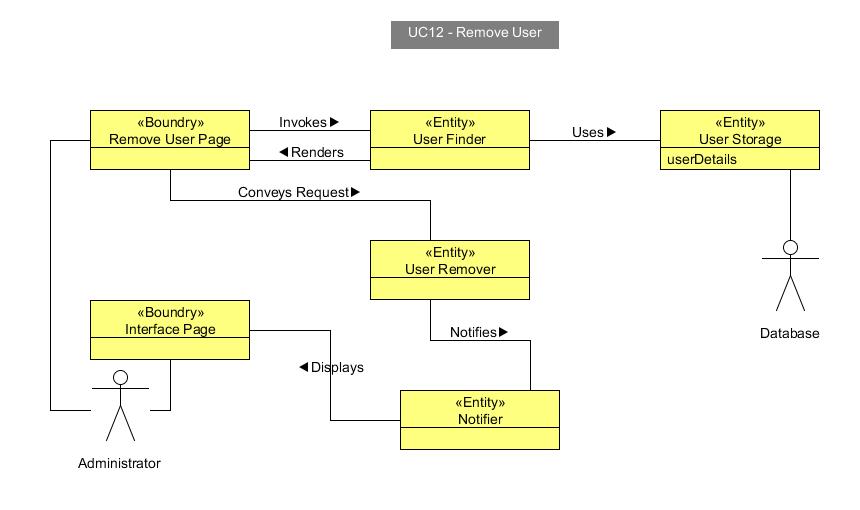 UC12 - Remove User
«Boundry»
Remove User Page
Invokes
Renders
«Entity»
User Finder
Uses
«Entity»
User Storage
userDetails
Conveys Request
«Entity»
User Remover
Database
«Boundry»
Interface Page
Notifies
Displays
«Entity»
Notifier
Administrator